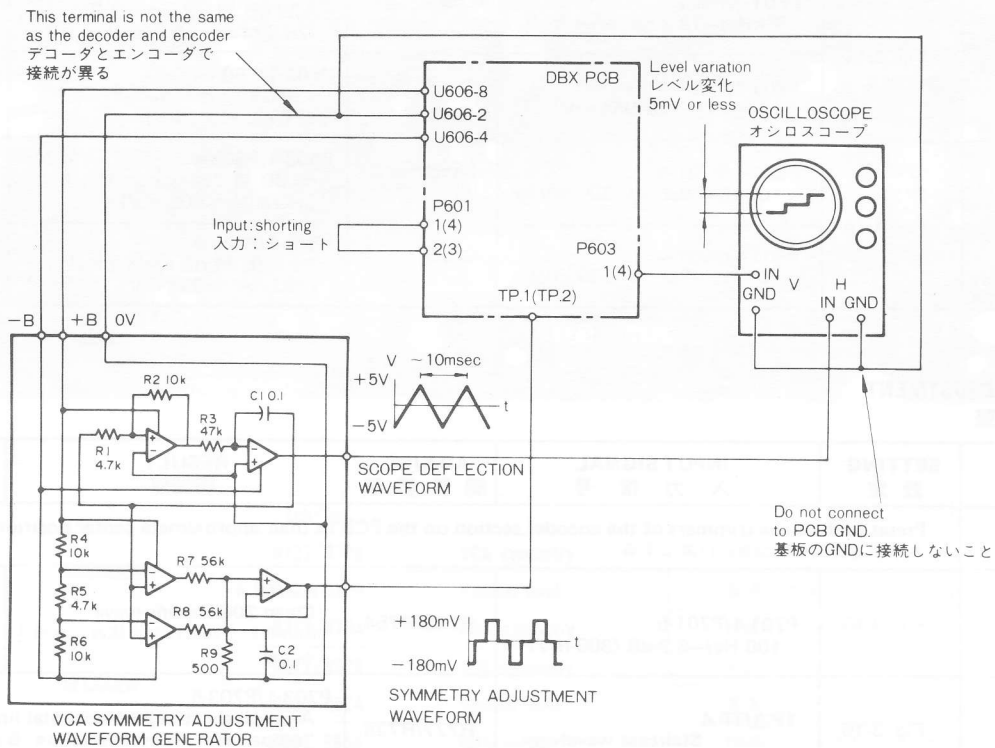 This terminal is not the same
as the decoder and encoder
デコーダとエンコーダで
接続が異る
DBX PCB
U606-8
U606-2
U606-4
P601
1(4)
2(3)
Input:shorting
入力：ショート
P603
1(4)
TP.1(TP.2)
Level variation
レベル変化
5mV or less
OSCILLOSCOPE
オシロスコープ
IN
GND
V
H
IN GND
-B
+B
0V
R2 10k
C1 0.1
R3
47k
R1
4.7k
R4
10k
R5
4.7k
R6
10k
R7 56k
R8 56k
R9
500
C2
0.1
V
~10msec
+5V
-5V
t
SCOPE DEFLECTION
WAVEFORM
Do not connect
to PCB GND.
基板のGNDに接続しないこと
+180mV
-180mV
t
SYMMETRY ADJUSTMENT
WAVEFORM
VCA SYMMETRY ADJUSTMENT
WAVEFORM GENERATOR